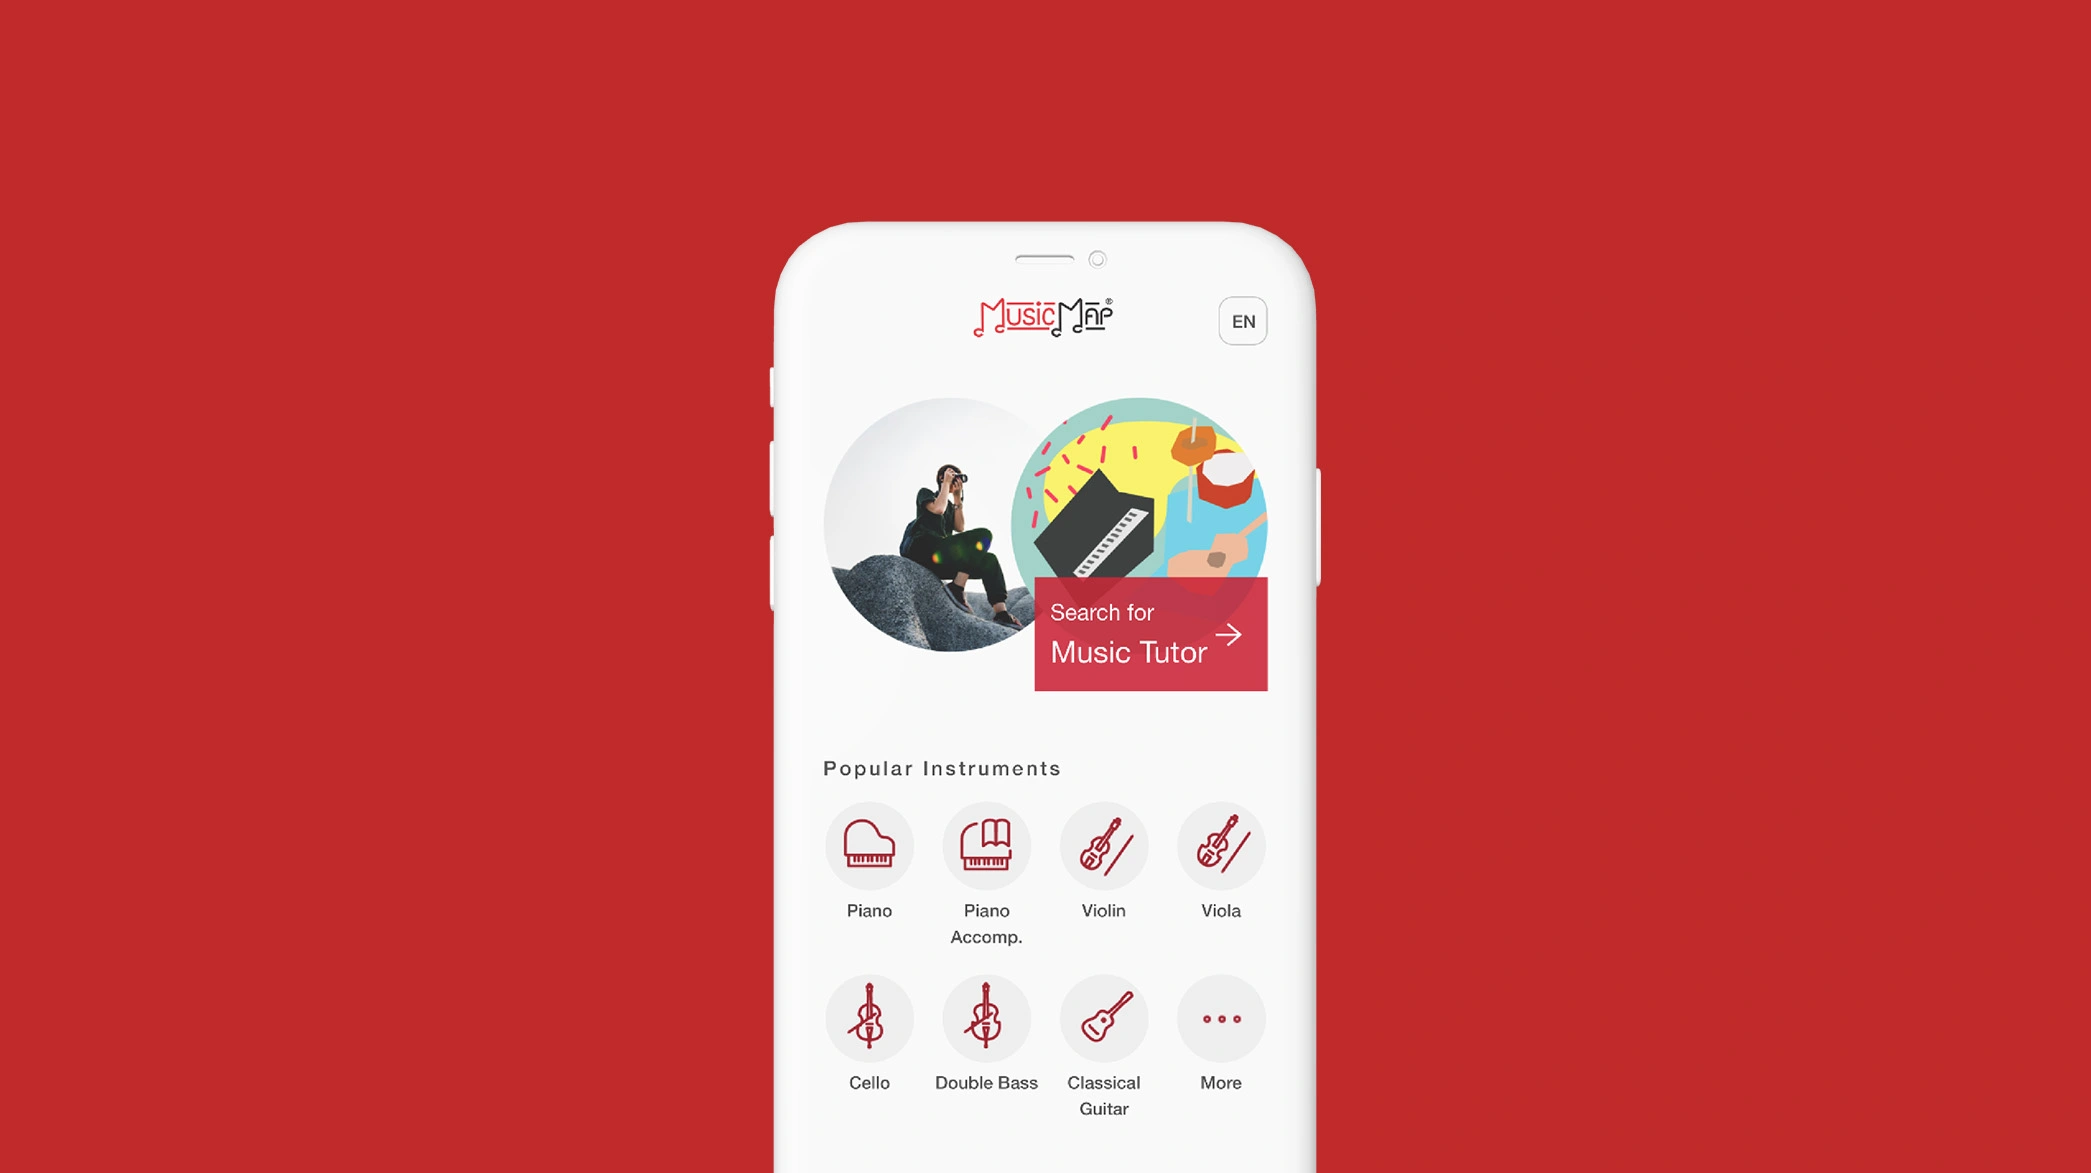 MusicMap®
EN
Search for
Music Tutor
Popular Instruments
Piano
Piano
Accomp.
Violin
Viola
Cello
Double Bass
Classical
Guitar
More